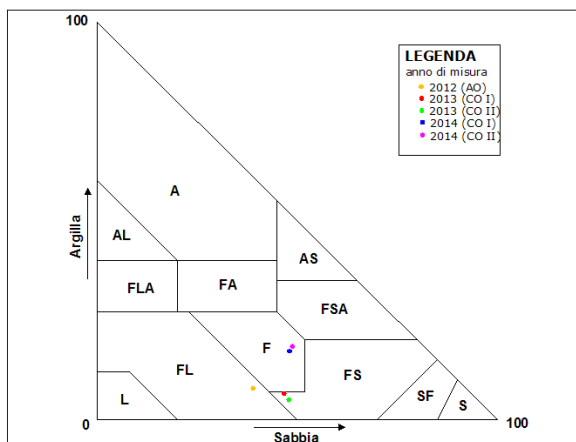 100
LEGENDA
anno di misura
2012 (AO)
2013 (CO I)
2013 (CO II)
2014 (CO I)
2014 (CO II)
A
Argilla
AL
AS
FLA
FA
FSA
F
FL
FS
L
SF
S
0
Sabbia
100